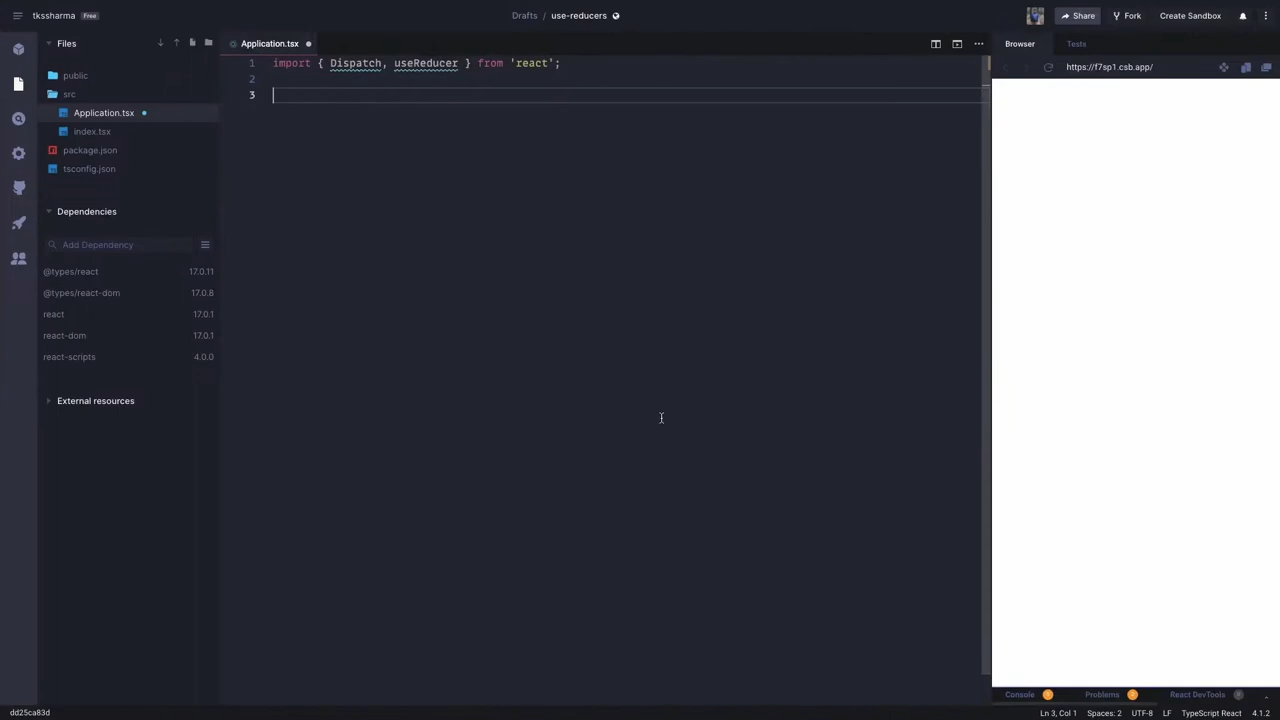 tkssharma Free
Drafts / use-reducers
Share
Fork
Create Sandbox
Files
public
src
Application.tsx
index.tsx
package.json
tsconfig.json
Dependencies
Add Dependency
@types/react 17.0.11
@types/react-dom 17.0.8
react 17.0.1
react-dom 17.0.1
react-scripts 4.0.0
External resources
dd25ca83d
Application.tsx
1 import { Dispatch, useReducer } from 'react';
2
3
Browser
Tests
https://f7sp1.csb.app/
Console
Problems
React DevTools
Ln 3, Col 1 Spaces: 2 UTF-8 LF TypeScript React 4.1.2